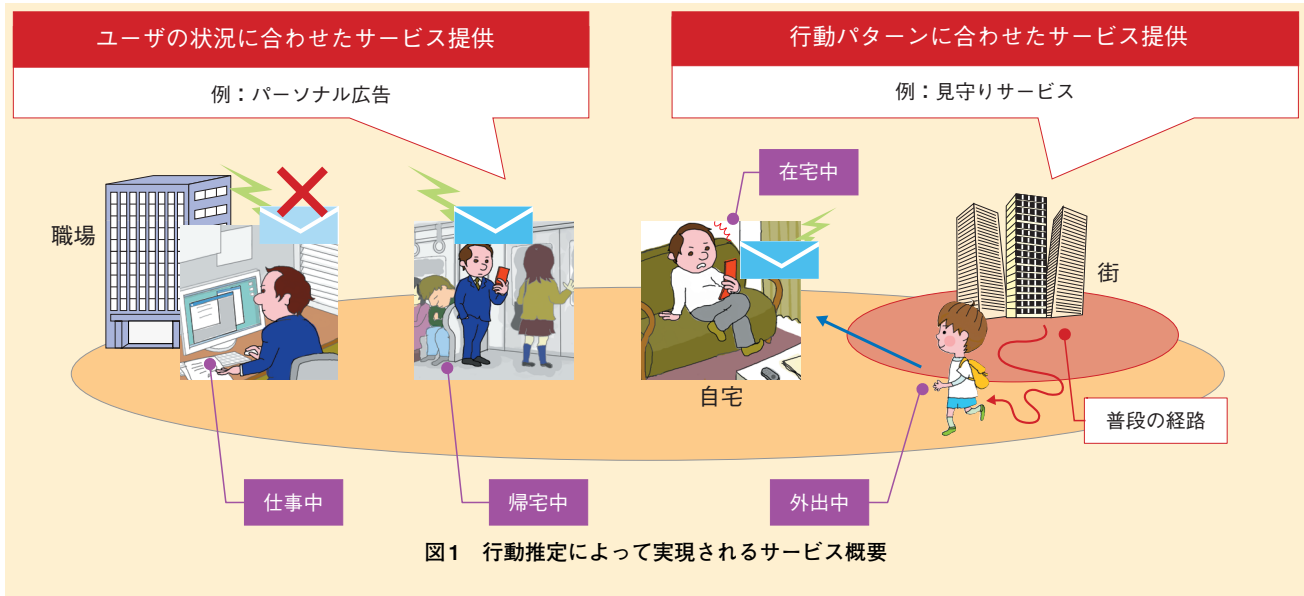 ユーザの状況に合わせたサービス提供
例：パーソナル広告
行動パターンに合わせたサービス提供
例：見守りサービス
在宅中
職場
街
自宅
普段の経路
仕事中
帰宅中
外出中
図1　行動推定によって実現されるサービス概要